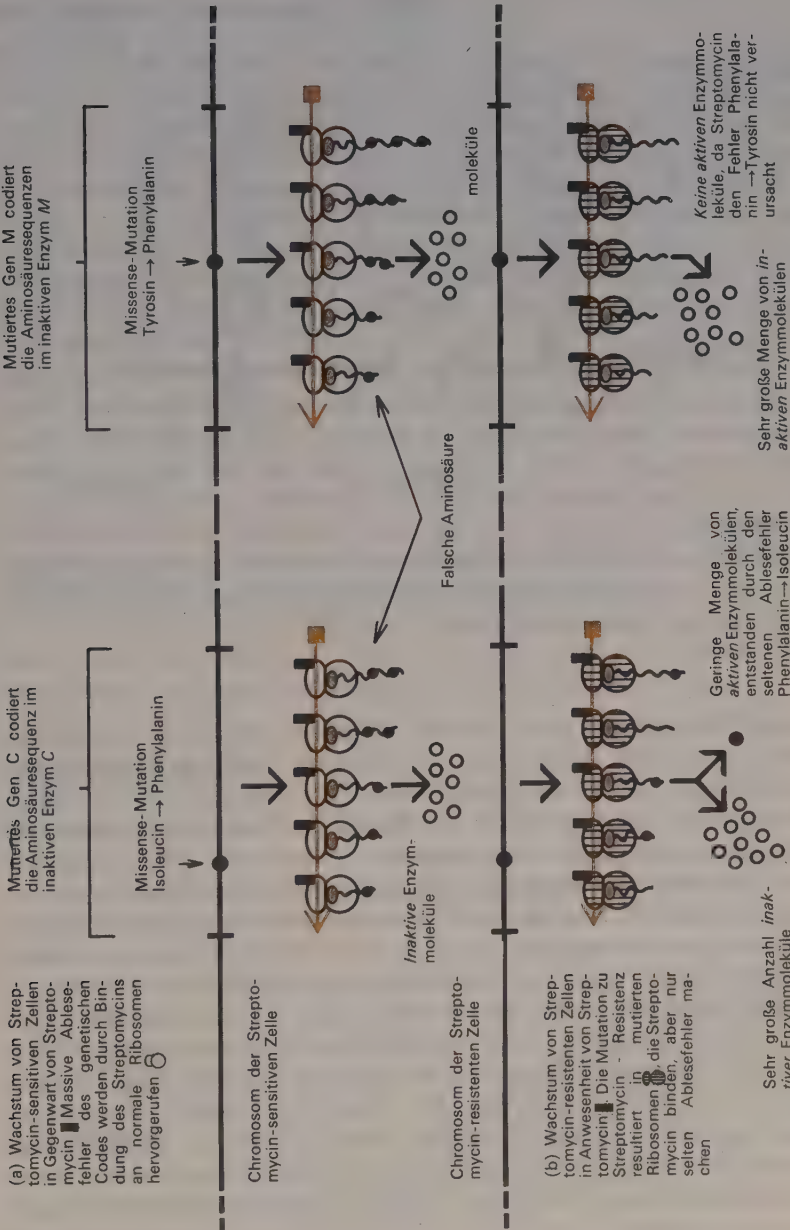 (a) Wachstum von Strep-
tomycin-sensitiven Zellen
in Gegenwart von Strepto-
mycin Massive Ablese-
fehler des genetischen
Codes werden durch Bin-
dung des Streptomycins
an normale Ribosomen
hervorgerufen
Mutiertes Gen C codiert
die Aminosäuresequenz im
inaktiven Enzym C
Missense-Mutation
Isoleucin → Phenylalanin
Mutiertes Gen M codiert
die Aminosäuresequenzen
im inaktiven Enzym M
Missense-Mutation
Tyrosin → Phenylalanin
Chromosom der Strepto-
mycin-sensitiven Zelle
Inaktive Enzym-
moleküle
Falsche Aminosäure
moleküle
Chromosom der Strepto-
mycin-resistenten Zelle
(b) Wachstum von Strep-
tomycin-resistenten Zellen
in Anwesenheit von Strep-
tomycin. Die Mutation zu
Streptomycin - Resistenz
resultiert in mutierten
Ribosomen, die Strepto-
mycin binden, aber nur
selten Ablesefehler ma-
chen
Sehr große Anzahl inak-
tiver Enzymmoleküle
Geringe Menge von
aktiven Enzymmolekülen,
entstanden durch den
seltenen Ablesefehler
Phenylalanin→Isoleucin
Sehr große Menge von in-
aktiven Enzymmolekülen
Keine aktiven Enzymmo-
leküle, da Streptomycin
den Fehler Phenylala-
nin →Tyrosin nicht ver-
ursacht